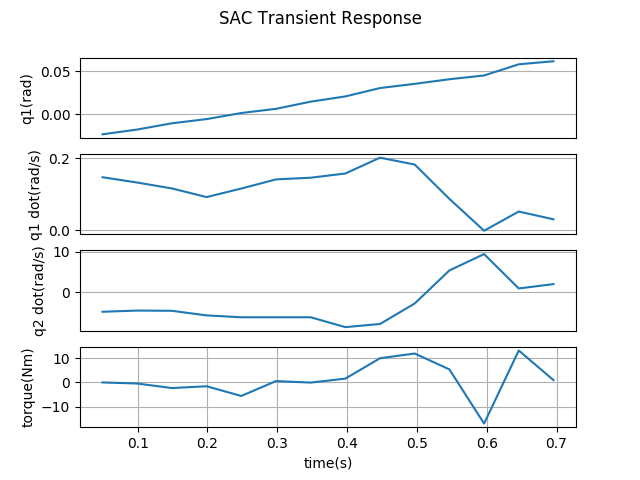 SAC Transient Response
0.05
0.00
q1(rad)
0.2
0.0
q1 dot(rad/s)
10
0
q2 dot(rad/s)
10
0
−10
torque(Nm)
0.1 0.2 0.3 0.4 0.5 0.6 0.7
time(s)